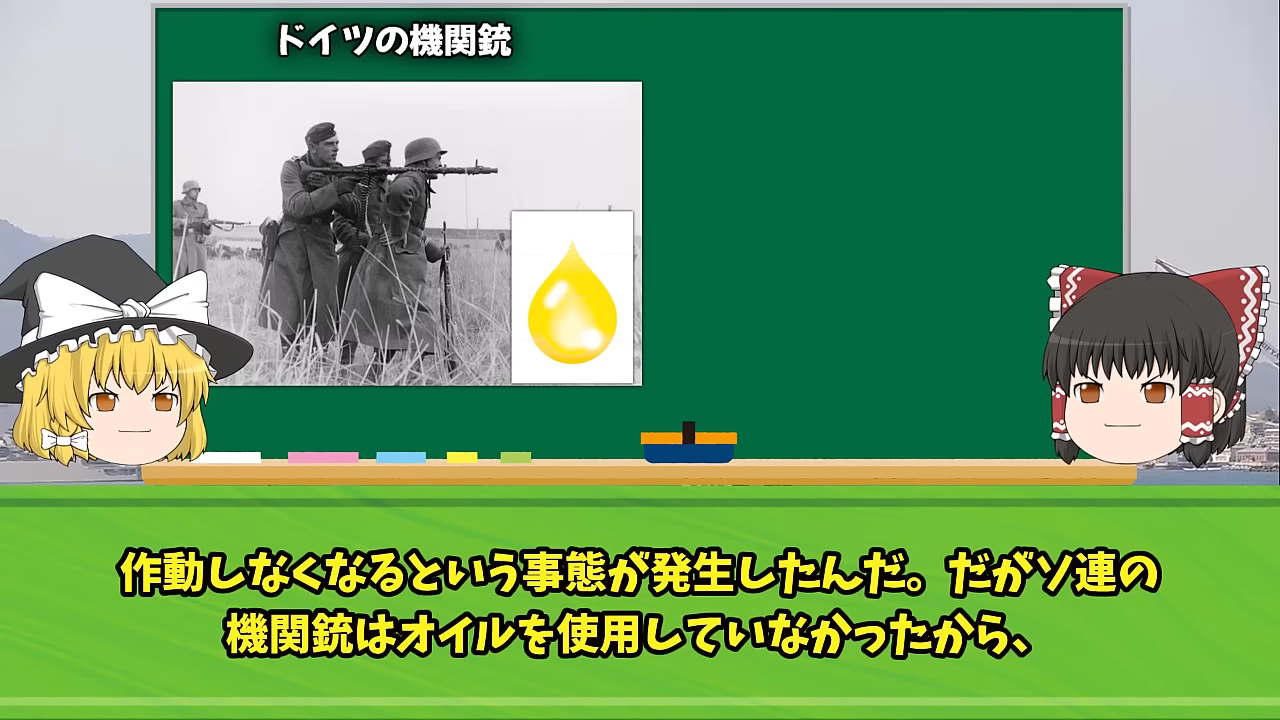 ドイツの機関銃
作動しなくなるという事態が発生したんだ。だがソ連の
機関銃はオイルを使用していなかったから、